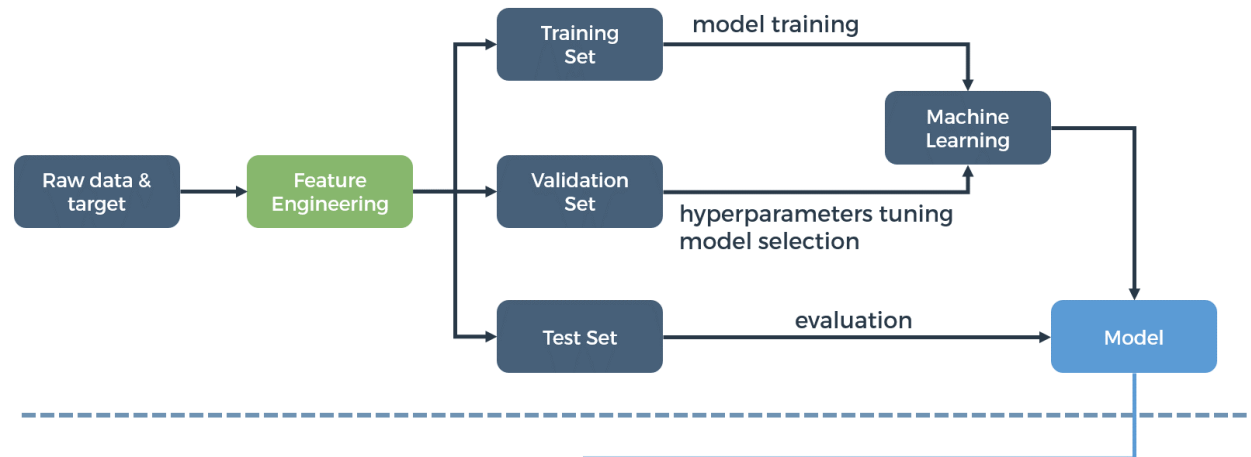 Training
Set
model training
Machine
Learning
Raw data &
target
Feature
Engineering
Validation
Set
hyperparameters tuning
model selection
Test Set
evaluation
Model